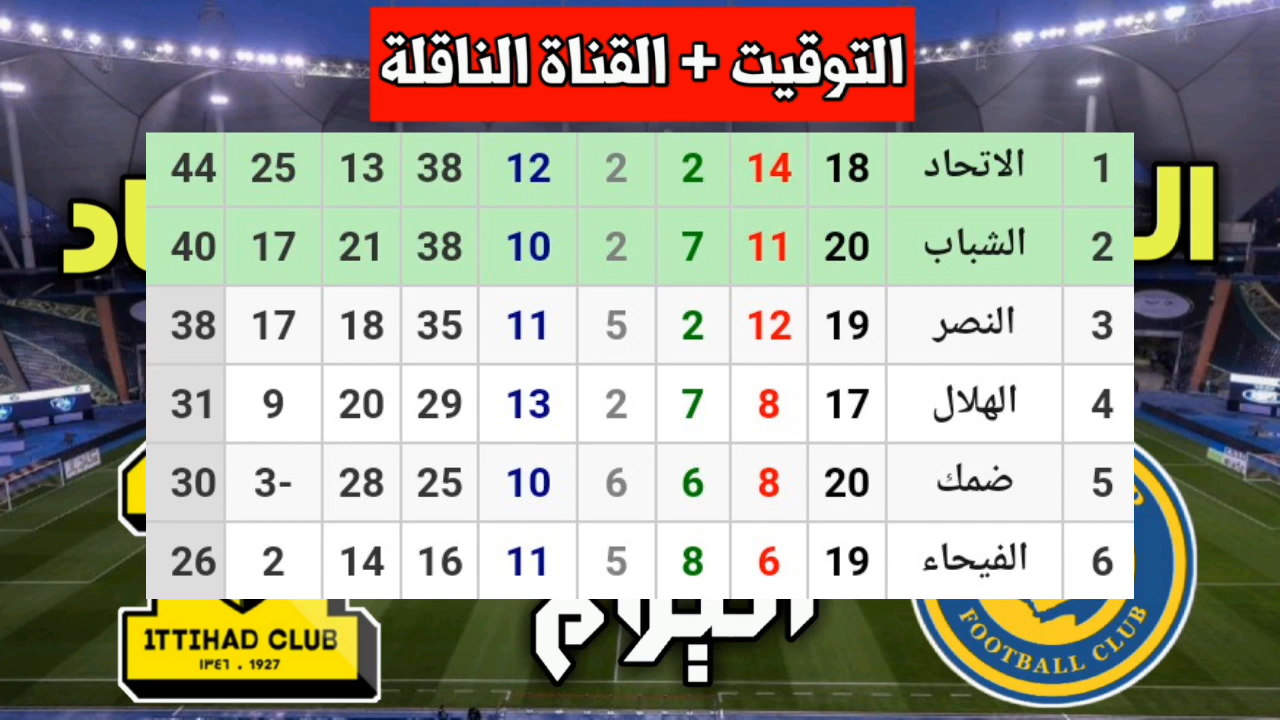 التوقيت + القناة الناقلة
1 الاتحاد 18 14 2 2 12 38 13 25 44
2 الشباب 20 11 7 2 10 38 21 17 40
3 النصر 19 12 2 5 11 35 18 17 38
4 الهلال 17 8 7 2 13 29 20 9 31
5 ضمك 20 8 6 6 10 25 28 3- 30
6 الفيحاء 19 6 8 5 11 16 14 2 26
ITTIHAD CLUB
١٣٤٦ . 1927
FOOTBALL CLUB